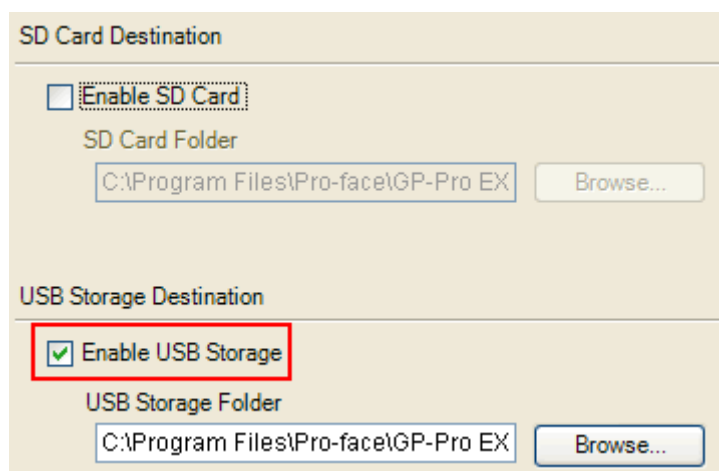 SD Card Destination
Enable SD Card
SD Card Folder
C:\Program Files\Pro-face\GP-Pro EX
Browse...
USB Storage Destination
Enable USB Storage
USB Storage Folder
C:\Program Files\Pro-face\GP-Pro EX
Browse...